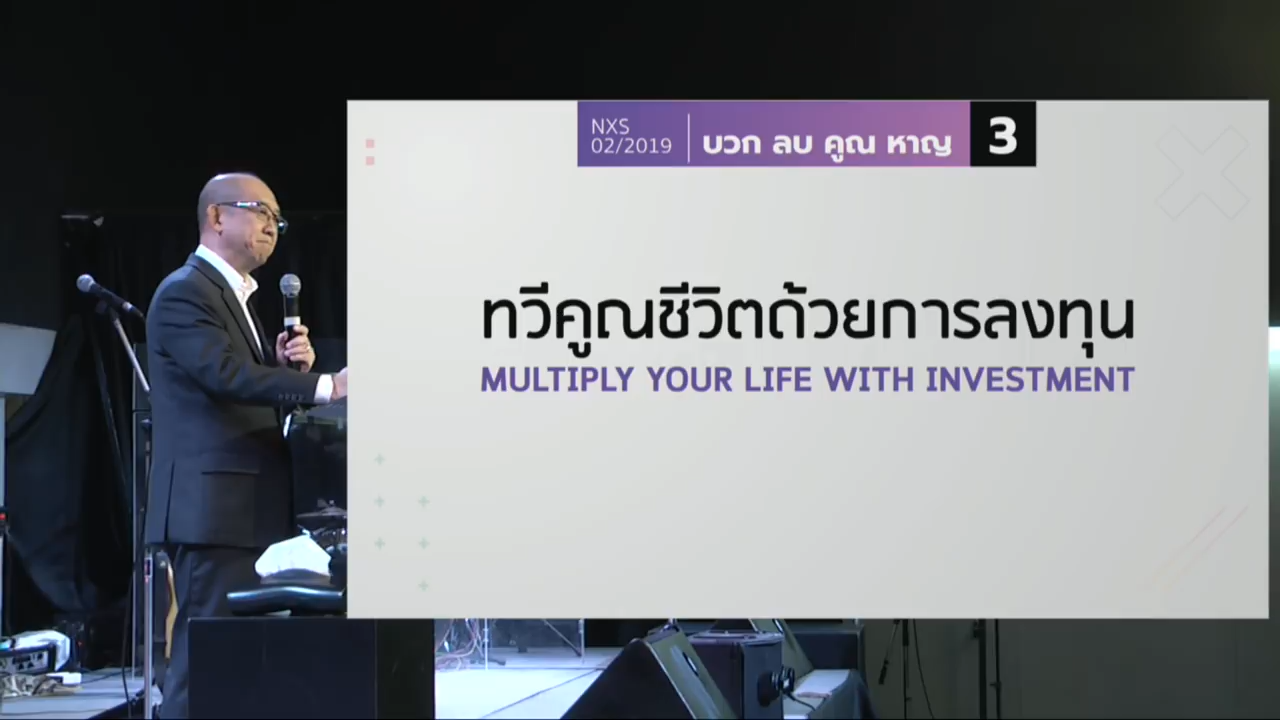 NXS
02/2019
บวก ลบ คูณ หาญ
3
ทวีคูณชีวิตด้วยการลงทุน
MULTIPLY YOUR LIFE WITH INVESTMENT